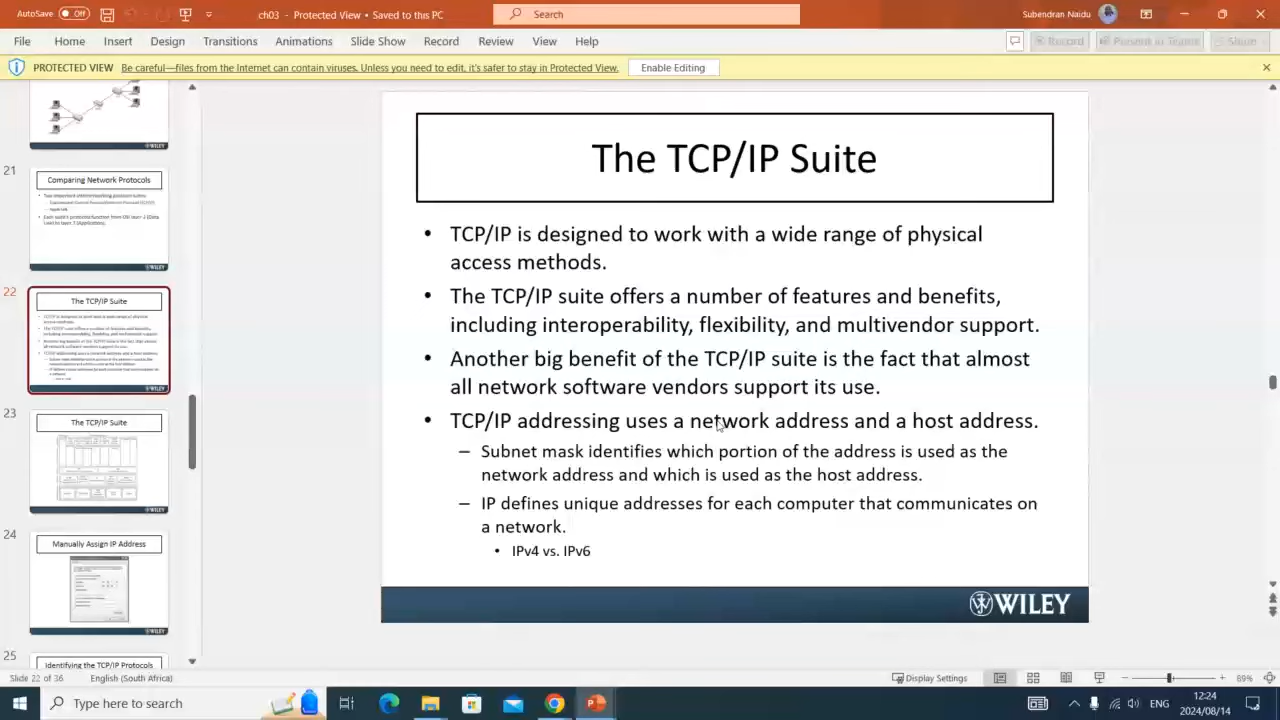 AutoSave Off
ch03 • Protected View • Saved to this PC
Search
Subendran Naidu
File Home Insert Design Transitions Animations Slide Show Record Review View Help
Record Present in Teams Share
PROTECTED VIEW Be careful—files from the Internet can contain viruses. Unless you need to edit, it's safer to stay in Protected View. Enable Editing
WILEY
21
Comparing Network Protocols
WILEY
22
The TCP/IP Suite
WILEY
23
The TCP/IP Suite
WILEY
24
Manually Assign IP Address
WILEY
25
Identifying the TCP/IP Protocols
The TCP/IP Suite
• TCP/IP is designed to work with a wide range of physical
access methods.
• The TCP/IP suite offers a number of features and benefits,
including interoperability, flexibility, and multivendor support.
• Another big benefit of the TCP/IP suite is the fact that almost
all network software vendors support its use.
• TCP/IP addressing uses a network address and a host address.
– Subnet mask identifies which portion of the address is used as the
network address and which is used as the host address.
– IP defines unique addresses for each computer that communicates on
a network.
• IPv4 vs. IPv6
WILEY
Slide 22 of 36 English (South Africa)
Display Settings
89%
Type here to search
ENG
12:24
2024/08/14